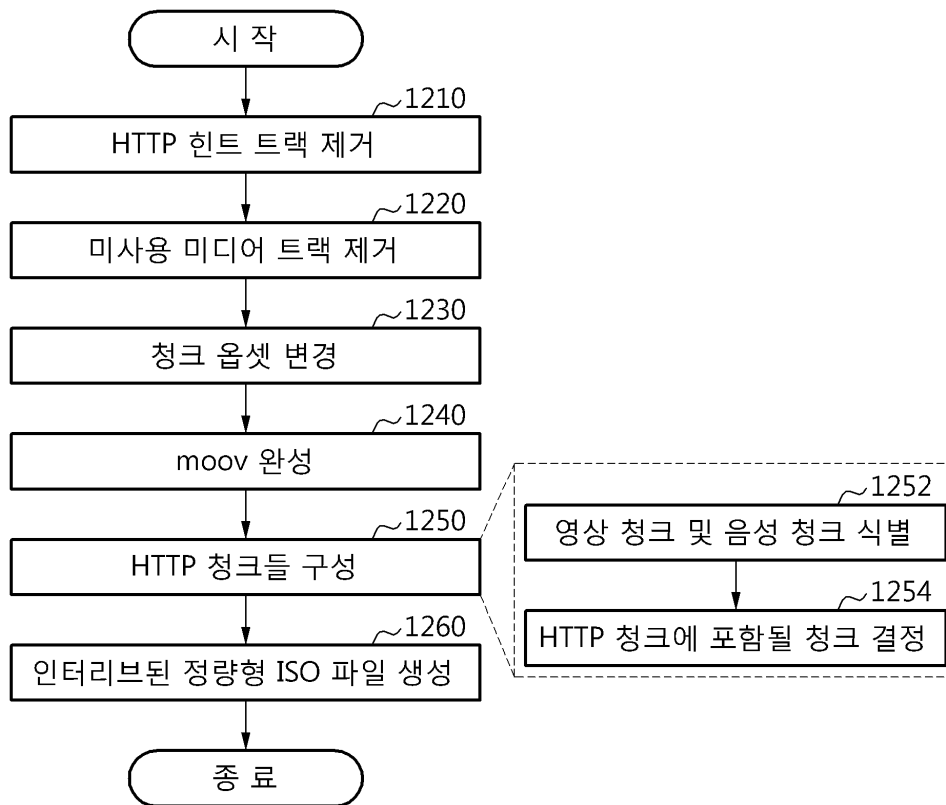 시 작
1210
HTTP 힌트 트랙 제거
1220
미사용 미디어 트랙 제거
1230
청크 옵셋 변경
1240
moov 완성
1250
HTTP 청크들 구성
1252
영상 청크 및 음성 청크 식별
1254
HTTP 청크에 포함될 청크 결정
1260
인터리브된 정량형 ISO 파일 생성
종 료